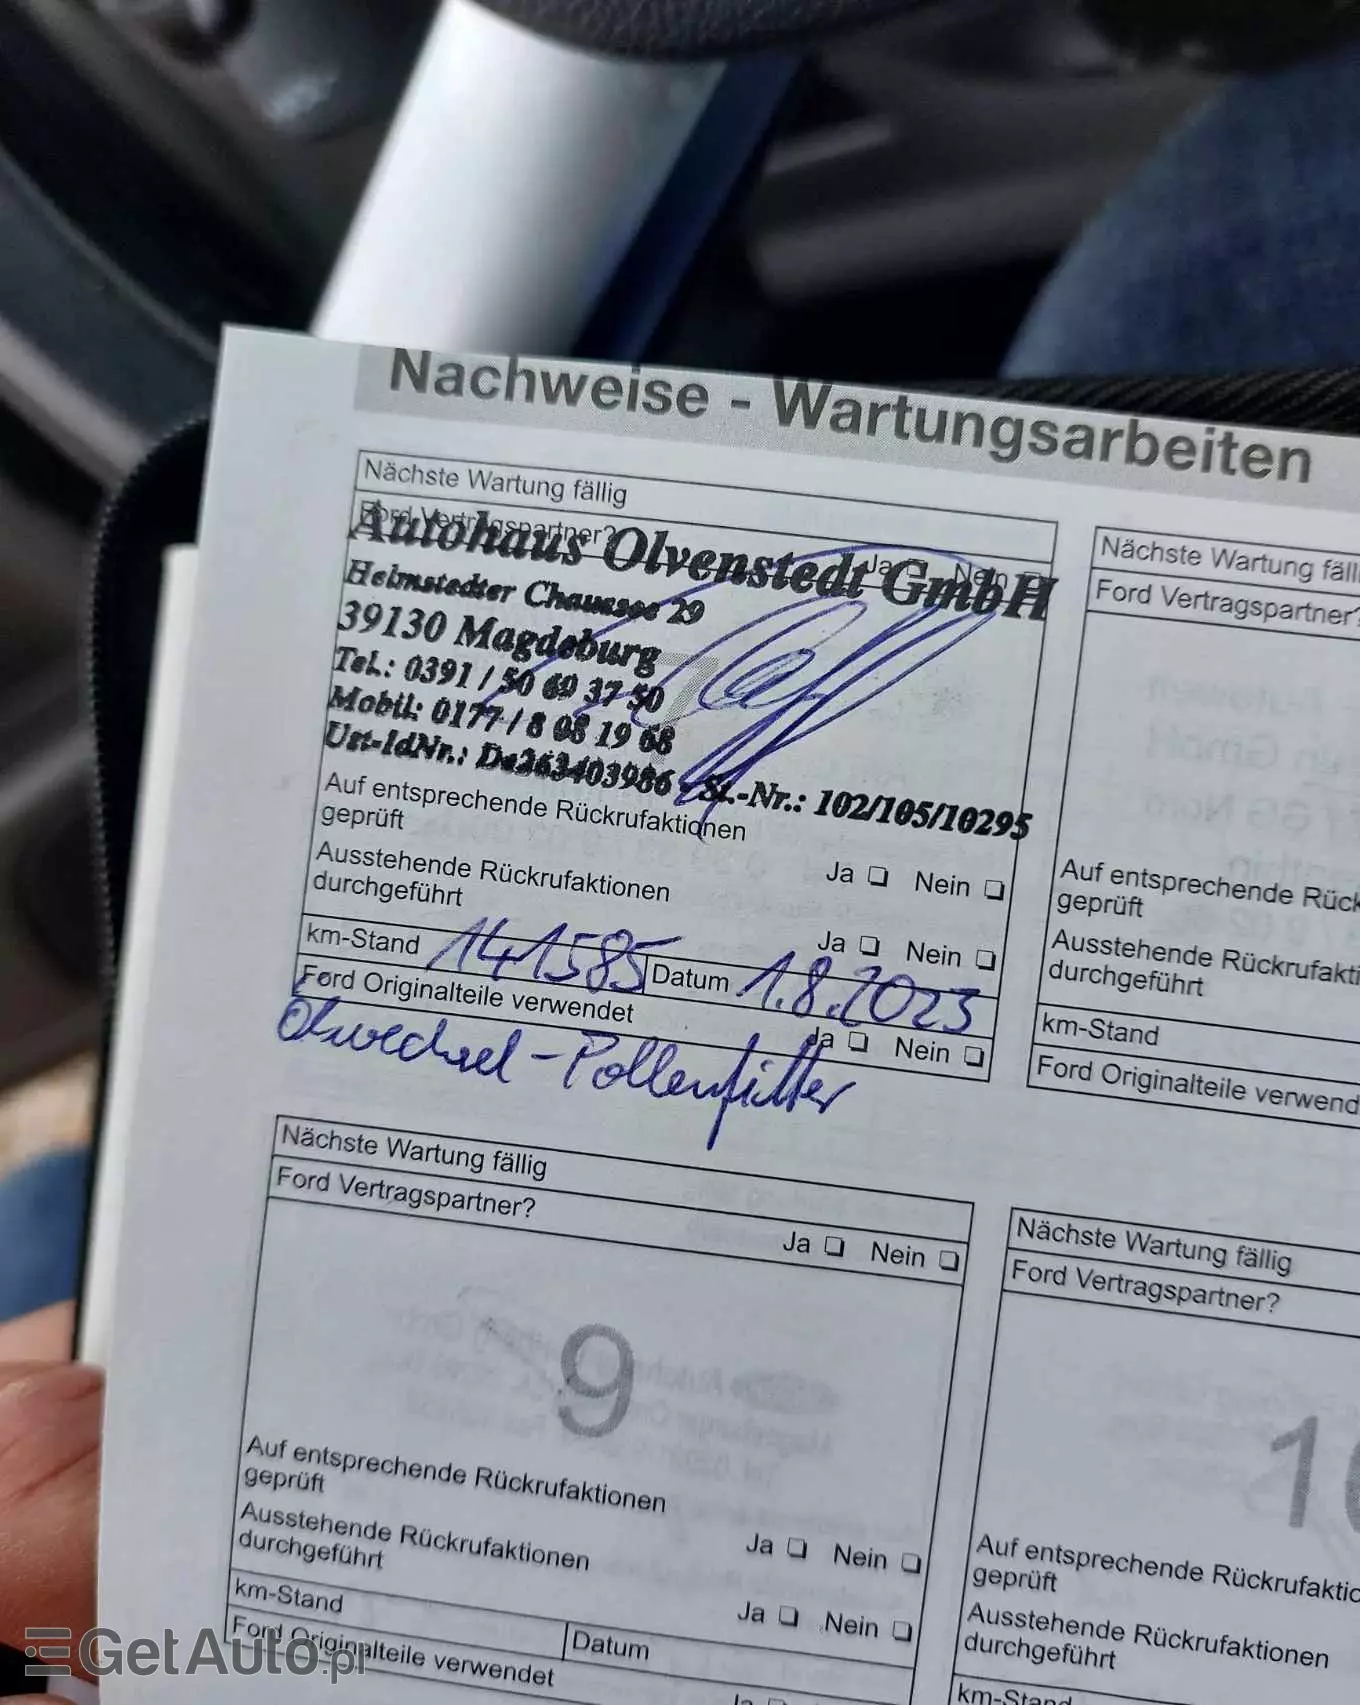 Nachweise - Wartungsarbeiten
Nächste Wartung fällig
Ford Vertragspartner?
Ja Nein
Autohaus Olvenstedt GmbH
Helmstedter Chaussee 29
39130 Magdeburg
Tel.: 0391 / 50 69 37 50
Mobil: 0177 / 8 08 19 68
Ust-IdNr.: De263403986 - St.-Nr.: 102/105/10295
7
Auf entsprechende Rückrufaktionen
geprüft
Ja ❏ Nein ❏
Ausstehende Rückrufaktionen
durchgeführt
Ja ❏ Nein ❏
km-Stand 141585 Datum 1.8.2023
Ford Originalteile verwendet
Ja ❏ Nein ❏
Ölwechsel - Pollenfilter
Nächste Wartung fälli
Ford Vertragspartner?
Auf entsprechende Rück
geprüft
Ausstehende Rückrufakti
durchgeführt
km-Stand
Ford Originalteile verwend
Nächste Wartung fällig
Ford Vertragspartner?
Ja ❏ Nein ❏
9
Auf entsprechende Rückrufaktionen
geprüft
Ja ❏ Nein ❏
Ausstehende Rückrufaktionen
durchgeführt
Ja ❏ Nein ❏
km-Stand
Datum
Ford Originalteile verwendet
Ja
Nächste Wartung fällig
Ford Vertragspartner?
10
Auf entsprechende Rückrufaktio
geprüft
Ausstehende Rückrufaktionen
durchgeführt
km-Stand
GetAuto.pl